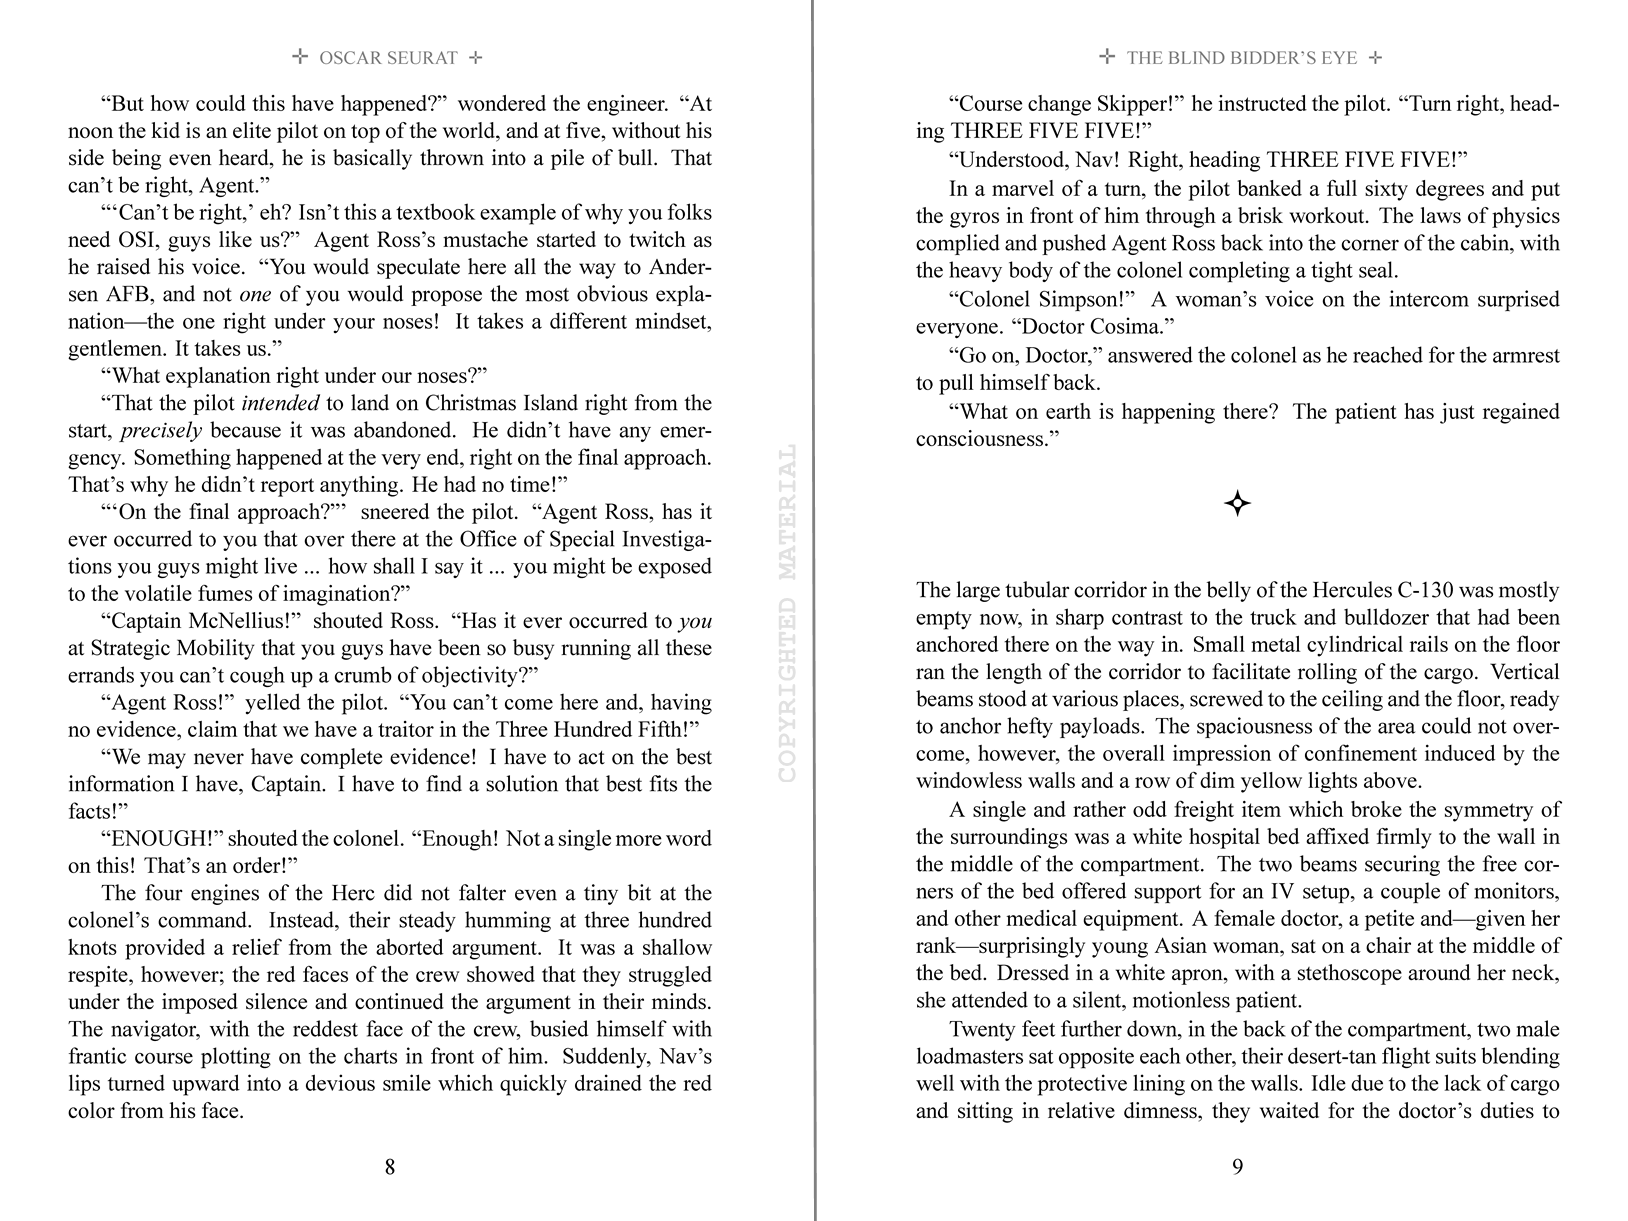 OSCAR SEURAT
“But how could this have happened?” wondered the engineer. “At
noon the kid is an elite pilot on top of the world, and at five, without his
side being even heard, he is basically thrown into a pile of bull. That
can’t be right, Agent.”
“‘Can’t be right,’ eh? Isn’t this a textbook example of why you folks
need OSI, guys like us?” Agent Ross’s mustache started to twitch as
he raised his voice. “You would speculate here all the way to Ander-
sen AFB, and not one of you would propose the most obvious expla-
nation—the one right under your noses! It takes a different mindset,
gentlemen. It takes us.”
“What explanation right under our noses?”
“That the pilot intended to land on Christmas Island right from the
start, precisely because it was abandoned. He didn’t have any emer-
gency. Something happened at the very end, right on the final approach.
That’s why he didn’t report anything. He had no time!”
“‘On the final approach?”’ sneered the pilot. “Agent Ross, has it
ever occurred to you that over there at the Office of Special Investiga-
tions you guys might live ... how shall I say it ... you might be exposed
to the volatile fumes of imagination?”
“Captain McNellius!” shouted Ross. “Has it ever occurred to you
at Strategic Mobility that you guys have been so busy running all these
errands you can’t cough up a crumb of objectivity?”
“Agent Ross!” yelled the pilot. “You can’t come here and, having
no evidence, claim that we have a traitor in the Three Hundred Fifth!”
“We may never have complete evidence! I have to act on the best
information I have, Captain. I have to find a solution that best fits the
facts!”
“ENOUGH!” shouted the colonel. “Enough! Not a single more word
on this! That’s an order!”
The four engines of the Herc did not falter even a tiny bit at the
colonel’s command. Instead, their steady humming at three hundred
knots provided a relief from the aborted argument. It was a shallow
respite, however; the red faces of the crew showed that they struggled
under the imposed silence and continued the argument in their minds.
The navigator, with the reddest face of the crew, busied himself with
frantic course plotting on the charts in front of him. Suddenly, Nav’s
lips turned upward into a devious smile which quickly drained the red
color from his face.
8
COPYRIGHTED MATERIAL
THE BLIND BIDDER’S EYE
“Course change Skipper!” he instructed the pilot. “Turn right, head-
ing THREE FIVE FIVE!”
“Understood, Nav! Right, heading THREE FIVE FIVE!”
In a marvel of a turn, the pilot banked a full sixty degrees and put
the gyros in front of him through a brisk workout. The laws of physics
complied and pushed Agent Ross back into the corner of the cabin, with
the heavy body of the colonel completing a tight seal.
“Colonel Simpson!” A woman’s voice on the intercom surprised
everyone. “Doctor Cosima.”
“Go on, Doctor,” answered the colonel as he reached for the armrest
to pull himself back.
“What on earth is happening there? The patient has just regained
consciousness.”
The large tubular corridor in the belly of the Hercules C-130 was mostly
empty now, in sharp contrast to the truck and bulldozer that had been
anchored there on the way in. Small metal cylindrical rails on the floor
ran the length of the corridor to facilitate rolling of the cargo. Vertical
beams stood at various places, screwed to the ceiling and the floor, ready
to anchor hefty payloads. The spaciousness of the area could not over-
come, however, the overall impression of confinement induced by the
windowless walls and a row of dim yellow lights above.
A single and rather odd freight item which broke the symmetry of
the surroundings was a white hospital bed affixed firmly to the wall in
the middle of the compartment. The two beams securing the free cor-
ners of the bed offered support for an IV setup, a couple of monitors,
and other medical equipment. A female doctor, a petite and—given her
rank—surprisingly young Asian woman, sat on a chair at the middle of
the bed. Dressed in a white apron, with a stethoscope around her neck,
she attended to a silent, motionless patient.
Twenty feet further down, in the back of the compartment, two male
loadmasters sat opposite each other, their desert-tan flight suits blending
well with the protective lining on the walls. Idle due to the lack of cargo
and sitting in relative dimness, they waited for the doctor’s duties to
9